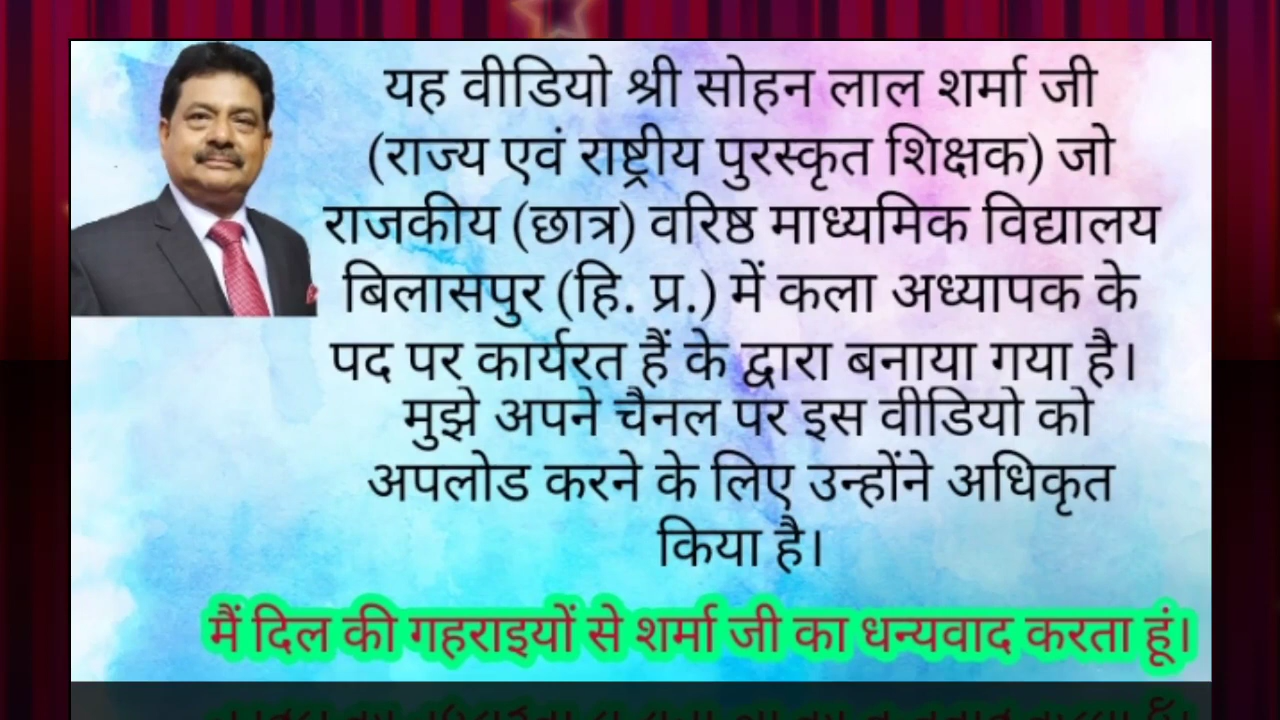 यह वीडियो श्री सोहन लाल शर्मा जी
(राज्य एवं राष्ट्रीय पुरस्कृत शिक्षक) जो
राजकीय (छात्र) वरिष्ठ माध्यमिक विद्यालय
बिलासपुर (हि. प्र.) में कला अध्यापक के
पद पर कार्यरत हैं के द्वारा बनाया गया है।
मुझे अपने चैनल पर इस वीडियो को
अपलोड करने के लिए उन्होंने अधिकृत
किया है।
मैं दिल की गहराइयों से शर्मा जी का धन्यवाद करता हूं।